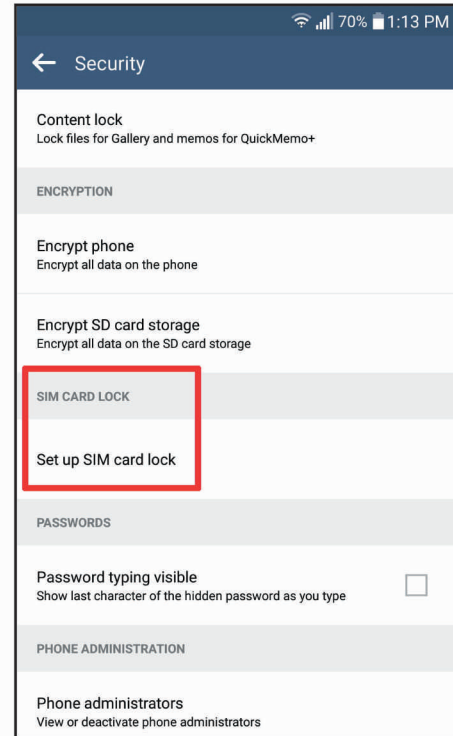 70% 1:13 PM
Security
Content lock
Lock files for Gallery and memos for QuickMemo+
ENCRYPTION
Encrypt phone
Encrypt all data on the phone
Encrypt SD card storage
Encrypt all data on the SD card storage
SIM CARD LOCK
Set up SIM card lock
PASSWORDS
Password typing visible
Show last character of the hidden password as you type
PHONE ADMINISTRATION
Phone administrators
View or deactivate phone administrators